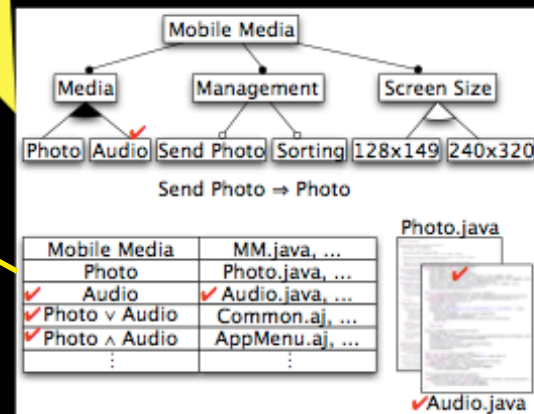 Mobile Media
Media Management Screen Size
Photo Audio Send Photo Sorting 128x149 240x320
Send Photo ⇒ Photo
Photo.java
Mobile Media MM.java, ...
Photo Photo.java, ...
Audio Audio.java, ...
Photo ∨ Audio Common.aj, ...
Photo ∧ Audio AppMenu.aj, ...
⋮ ⋮
Audio.java